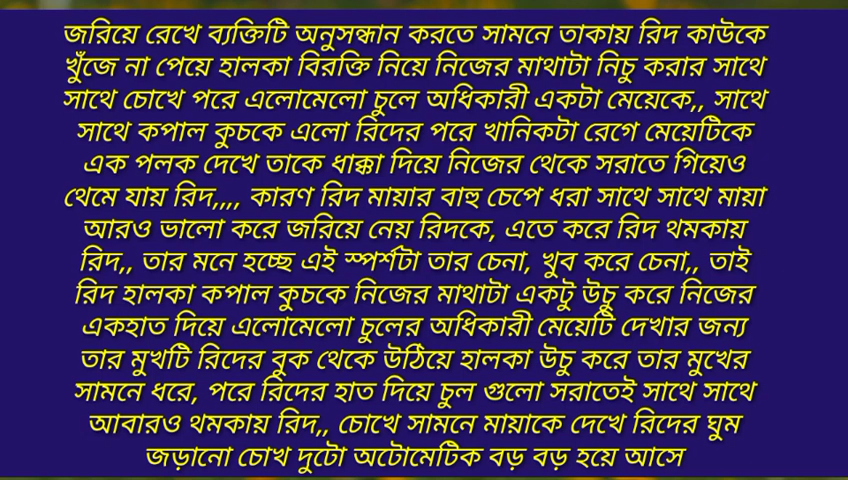 জরিয়ে রেখে ব্যক্তিটি অনুসন্ধান করতে সামনে তাকায় রিদ কাউকে
খুঁজে না পেয়ে হালকা বিরক্তি নিয়ে নিজের মাথাটা নিচু করার সাথে
সাথে চোখে পরে এলোমেলো চুলে অধিকারী একটা মেয়েকে,, সাথে
সাথে কপাল কুচকে এলো রিদের পরে খানিকটা রেগে মেয়েটিকে
এক পলক দেখে তাকে ধাক্কা দিয়ে নিজের থেকে সরাতে গিয়েও
থেমে যায় রিদ,,,, কারণ রিদ মায়ার বাহু চেপে ধরা সাথে সাথে মায়া
আরও ভালো করে জরিয়ে নেয় রিদকে, এতে করে রিদ থমকায়
রিদ,, তার মনে হচ্ছে এই স্পর্শটা তার চেনা, খুব করে চেনা,, তাই
রিদ হালকা কপাল কুচকে নিজের মাথাটা একটু উচু করে নিজের
একহাত দিয়ে এলোমেলো চুলের অধিকারী মেয়েটি দেখার জন্য
তার মুখটি রিদের বুক থেকে উঠিয়ে হালকা উচু করে তার মুখের
সামনে ধরে, পরে রিদের হাত দিয়ে চুল গুলো সরাতেই সাথে সাথে
আবারও থমকায় রিদ,, চোখে সামনে মায়াকে দেখে রিদের ঘুম
জড়ানো চোখ দুটো অটোমেটিক বড় বড় হয়ে আসে